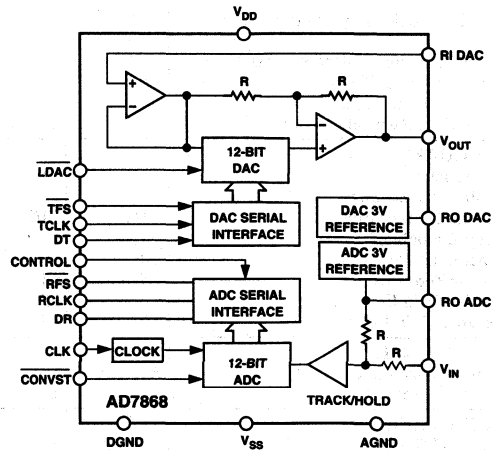 VDD
RI DAC
R
R
+
−
−
+
VOUT
12-BIT
DAC
LDAC
TFS
TCLK
DT
DAC SERIAL
INTERFACE
DAC 3V
REFERENCE
RO DAC
CONTROL
ADC 3V
REFERENCE
RFS
RCLK
DR
ADC SERIAL
INTERFACE
RO ADC
R
R
CLK
CLOCK
12-BIT
ADC
VIN
CONVST
TRACK/HOLD
AD7868
DGND
VSS
AGND